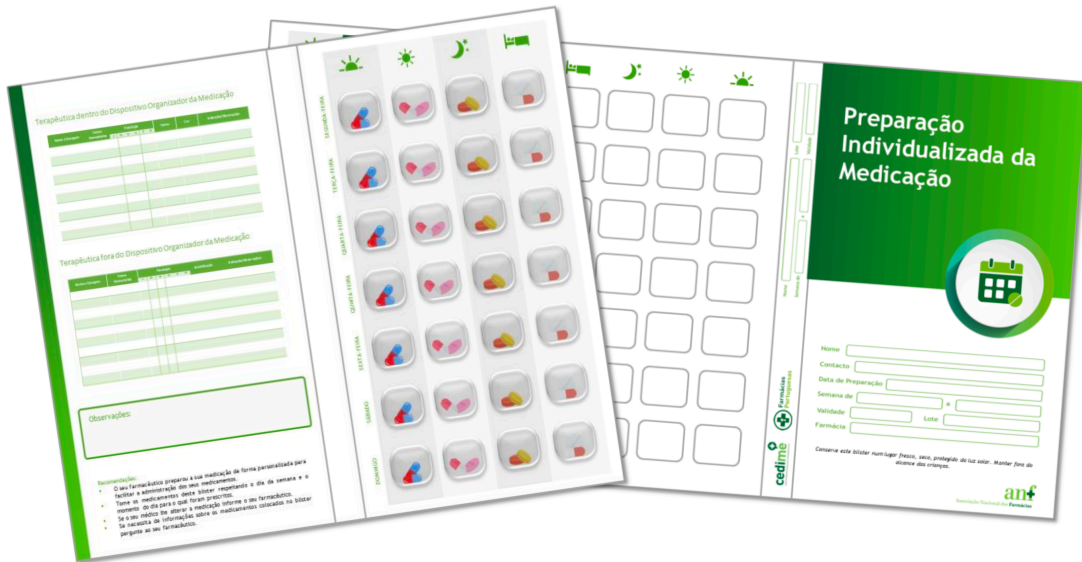 Terapêutica dentro do Dispositivo Organizador da Medicação
Terapêutica fora do Dispositivo Organizador da Medicação
Observações:
Recomendações:
O seu farmacêutico preparou a sua medicação de forma personalizada para
facilitar a administração dos seus medicamentos.
Tome os medicamentos deste blister respeitando o dia da semana e o
momento do dia para o qual foram prescritos.
Se o seu médico lhe alterar a medicação informe o seu farmacêutico.
Se necessita de informações sobre os medicamentos colocados no blister
pergunte ao seu farmacêutico.
SEGUNDA-FEIRA
TERÇA-FEIRA
QUARTA-FEIRA
QUINTA-FEIRA
SEXTA-FEIRA
SÁBADO
DOMINGO
Nome
Semana de
a
Lote
Validade
cedime
Farmácias
Portuguesas
Preparação
Individualizada da
Medicação
Nome
Contacto
Data de Preparação
Semana de
a
Validade
Lote
Farmácia
Conserve este blister num lugar fresco, seco, protegido da luz solar. Manter fora do
alcance das crianças.
anf
Associação Nacional das Farmácias